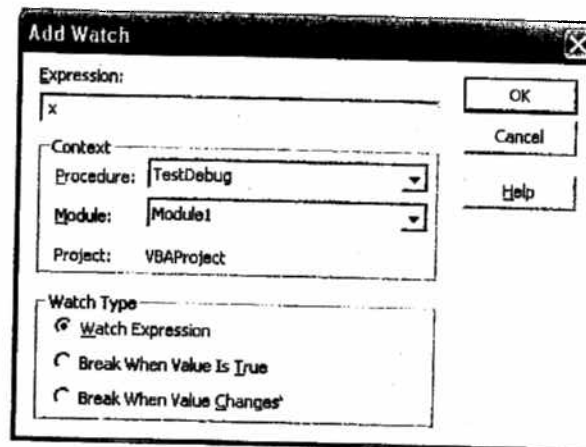 Add Watch
Expression:
x
OK
Cancel
Help
Context
Procedure: TestDebug
Module: Module1
Project: VBAProject
Watch Type
Watch Expression
Break When Value Is True
Break When Value Changes